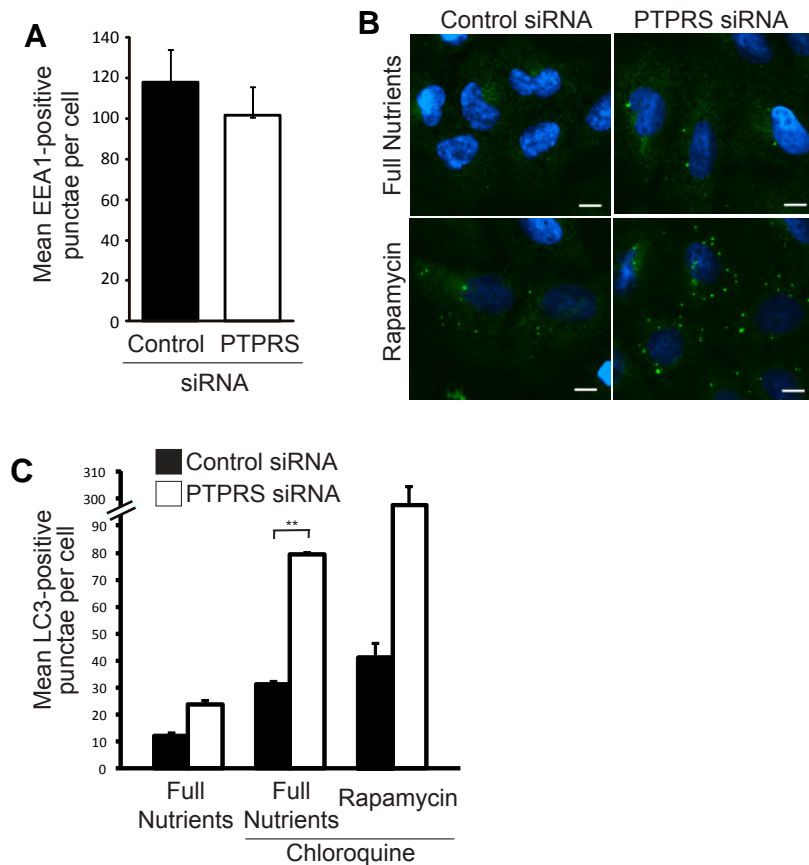 A
Mean EEA1-positive
punctae per cell
140
120
100
80
60
40
20
0
Control PTPRS
siRNA
B
Control siRNA PTPRS siRNA
Full Nutrients
Rapamycin
C
Control siRNA
PTPRS siRNA
Mean LC3-positive
punctae per cell
310
300
90
80
70
60
50
40
30
20
10
0
**
Full
Nutrients
Full
Nutrients
Rapamycin
Chloroquine